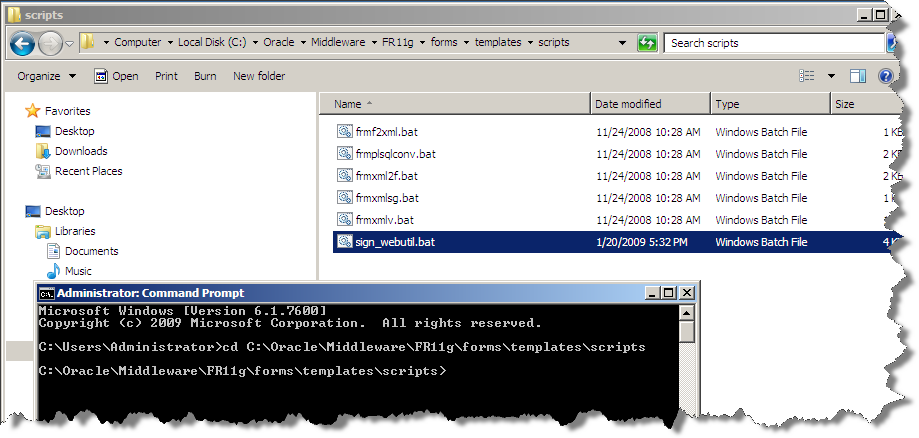 scripts
Computer Local Disk (C:) Oracle Middleware FR11g forms templates scripts Search scripts
Organize Open Print Burn New folder
Name Date modified Type Size
Favorites
Desktop
Downloads
Recent Places
Desktop
Libraries
Documents
Music
frmf2xml.bat 11/24/2008 10:28 AM Windows Batch File 1 KB
frmplsqlconv.bat 11/24/2008 10:28 AM Windows Batch File 2 KB
frmxml2f.bat 11/24/2008 10:28 AM Windows Batch File 2 KB
frmxmlsg.bat 11/24/2008 10:28 AM Windows Batch File 1 K
frmxmlv.bat 11/24/2008 10:28 AM Windows Batch File 1 K
sign_webutil.bat 1/20/2009 5:32 PM Windows Batch File 4 K
Administrator: Command Prompt
Microsoft Windows [Version 6.1.7600]
Copyright (c) 2009 Microsoft Corporation.  All rights reserved.
C:\Users\Administrator>cd C:\Oracle\Middleware\FR11g\forms\templates\scripts
C:\Oracle\Middleware\FR11g\forms\templates\scripts>